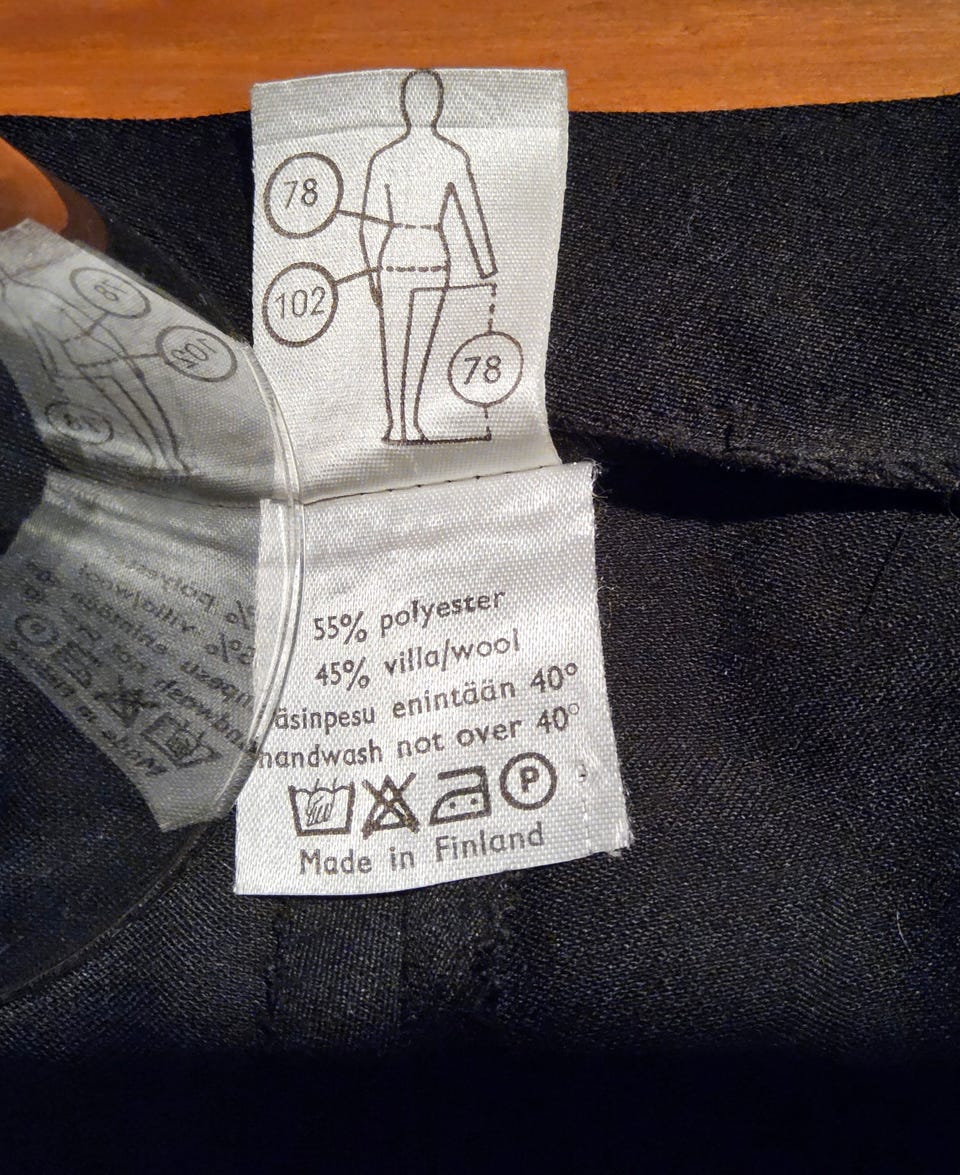 78
102
78
55% polyester
45% villa/wool
äsinpesu enintään 40°
handwash not over 40°
P
Made in Finland